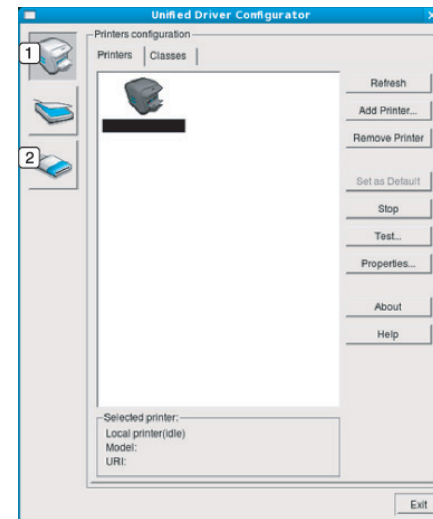 Unified Driver Configurator
Printers configuration
1
Printers
Classes
Refresh
Add Printer...
Remove Printer
2
Set as Default
Stop
Test...
Properties...
About
Help
Selected printer:
Local printer(idle)
Model:
URI:
Exit